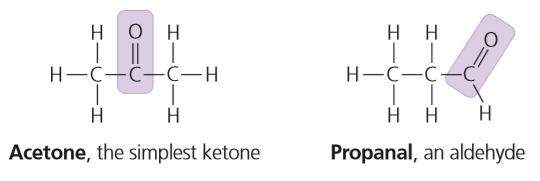 H O H H H O
H—C—C—C—H H—C—C—C
H H H H H
Acetone, the simplest ketone Propanal, an aldehyde